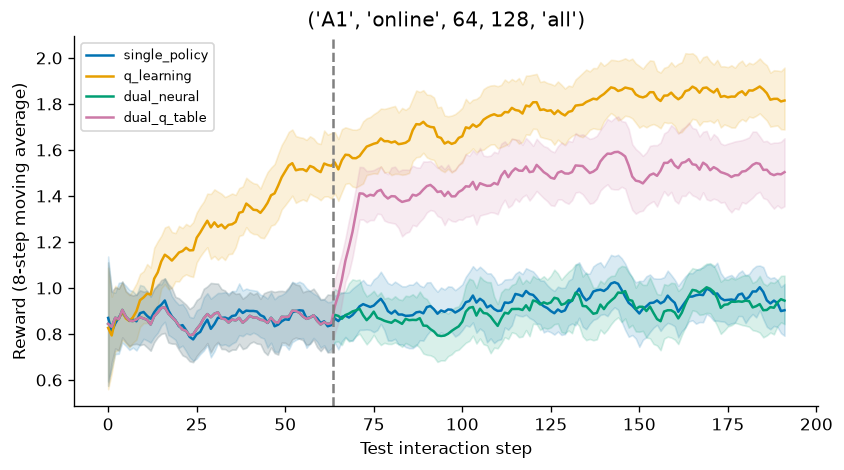 ('A1', 'online', 64, 128, 'all')
Reward (8-step moving average)
2.0
1.8
1.6
1.4
1.2
1.0
0.8
0.6
single_policy
q_learning
dual_neural
dual_q_table
0 25 50 75 100 125 150 175 200
Test interaction step